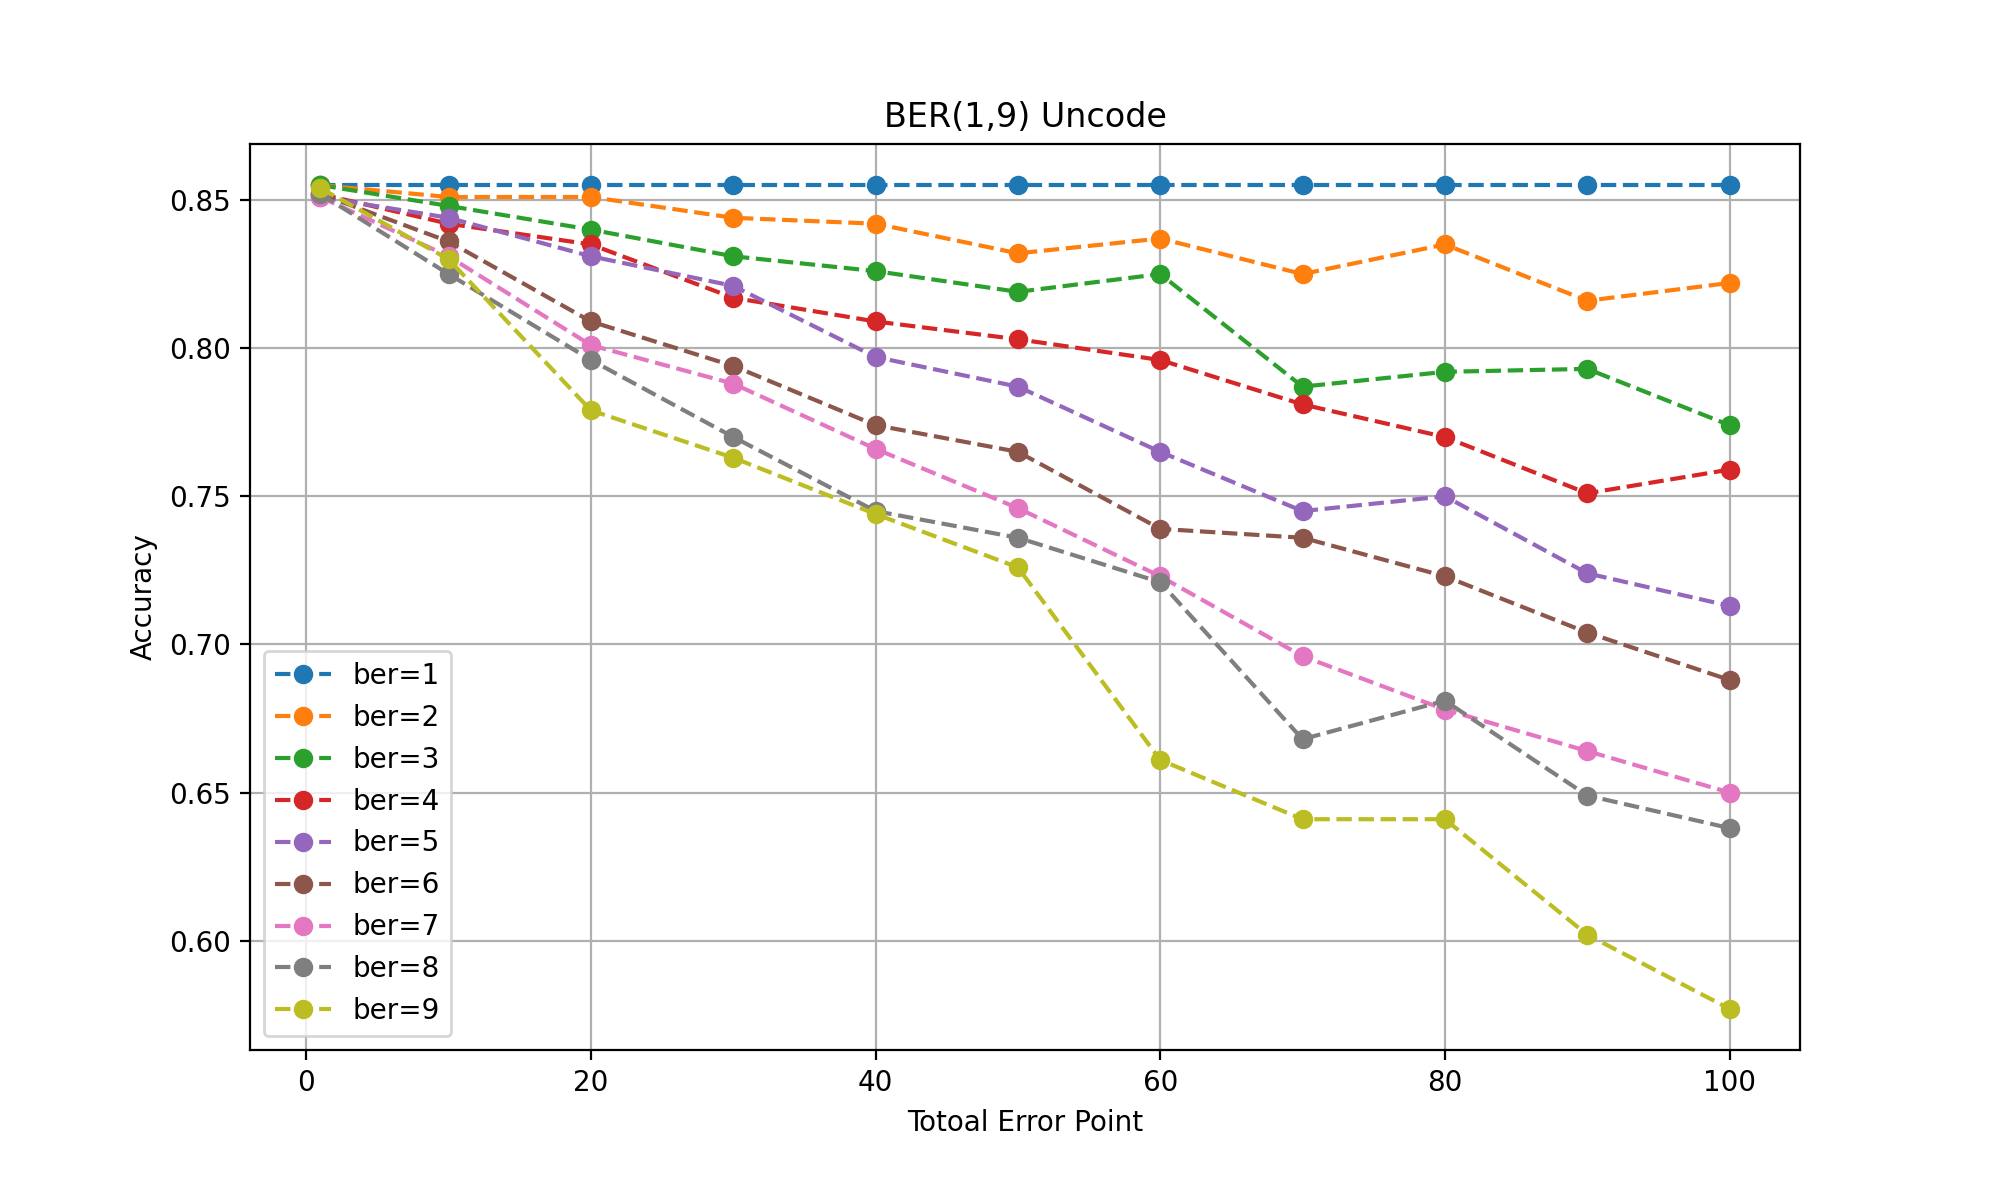 BER(1,9) Uncode
0.85
0.80
0.75
0.70
0.65
0.60
Accuracy
ber=1
ber=2
ber=3
ber=4
ber=5
ber=6
ber=7
ber=8
ber=9
0 20 40 60 80 100
Totoal Error Point